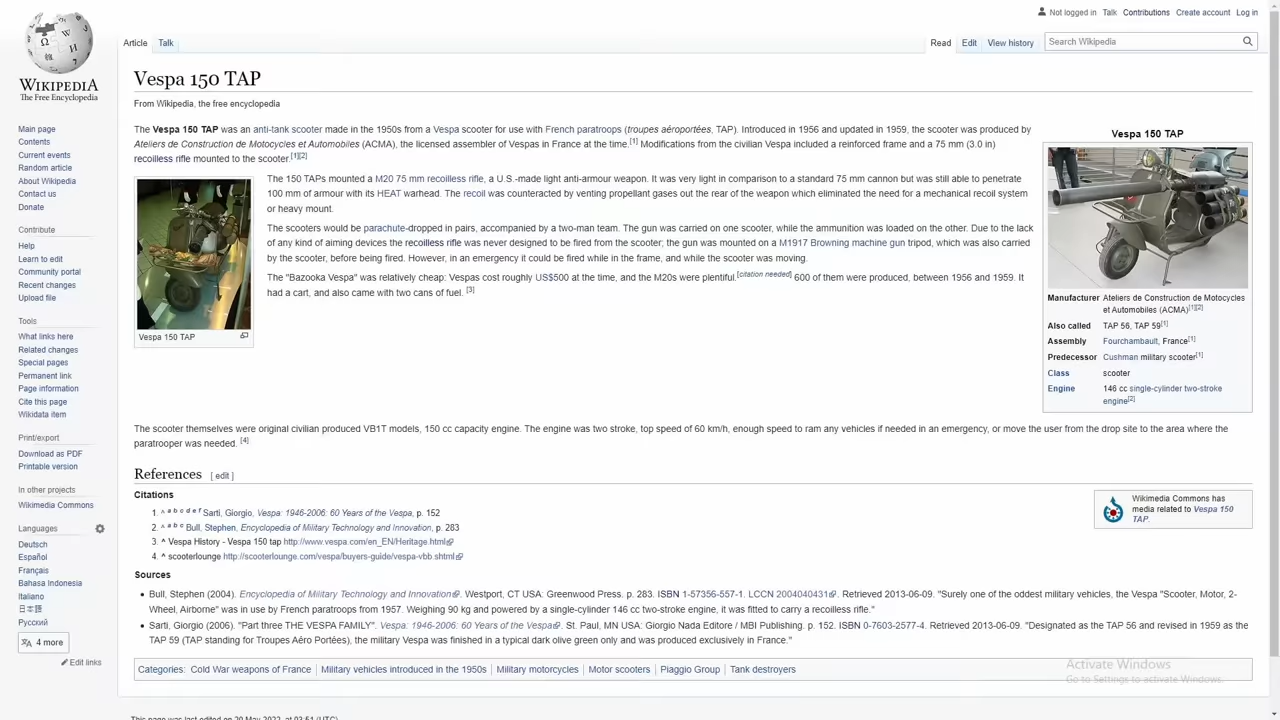 Not logged in Talk Contributions Create account Log in
Article Talk
Read Edit View history
Search Wikipedia
WIKIPEDIA
The Free Encyclopedia
Main page
Contents
Current events
Random article
About Wikipedia
Contact us
Donate
Contribute
Help
Learn to edit
Community portal
Recent changes
Upload file
Tools
What links here
Related changes
Special pages
Permanent link
Page information
Cite this page
Wikidata item
Print/export
Download as PDF
Printable version
In other projects
Wikimedia Commons
Languages
Deutsch
Español
Français
Bahasa Indonesia
Italiano
日本語
Русский
4 more
Edit links
Vespa 150 TAP
From Wikipedia, the free encyclopedia
The Vespa 150 TAP was an anti-tank scooter made in the 1950s from a Vespa scooter for use with French paratroops (troupes aéroportées, TAP). Introduced in 1956 and updated in 1959, the scooter was produced by
Ateliers de Construction de Motocycles et Automobiles (ACMA), the licensed assembler of Vespas in France at the time.[1] Modifications from the civilian Vespa included a reinforced frame and a 75 mm (3.0 in)
recoilless rifle mounted to the scooter.[1][2]
The 150 TAPs mounted a M20 75 mm recoilless rifle, a U.S.-made light anti-armour weapon. It was very light in comparison to a standard 75 mm cannon but was still able to penetrate
100 mm of armour with its HEAT warhead. The recoil was counteracted by venting propellant gases out the rear of the weapon which eliminated the need for a mechanical recoil system
or heavy mount.
The scooters would be parachute-dropped in pairs, accompanied by a two-man team. The gun was carried on one scooter, while the ammunition was loaded on the other. Due to the lack
of any kind of aiming devices the recoilless rifle was never designed to be fired from the scooter; the gun was mounted on a M1917 Browning machine gun tripod, which was also carried
by the scooter, before being fired. However, in an emergency it could be fired while in the frame, and while the scooter was moving.
The "Bazooka Vespa" was relatively cheap: Vespas cost roughly US$500 at the time, and the M20s were plentiful.[citation needed] 600 of them were produced, between 1956 and 1959. It
had a cart, and also came with two cans of fuel. [3]
Vespa 150 TAP
Vespa 150 TAP
Manufacturer Ateliers de Construction de Motocycles
et Automobiles (ACMA)[1][2]
Also called TAP 56, TAP 59[1]
Assembly Fourchambault, France[1]
Predecessor Cushman military scooter[1]
Class scooter
Engine 146 cc single-cylinder two-stroke
engine[2]
The scooter themselves were original civilian produced VB1T models, 150 cc capacity engine. The engine was two stroke, top speed of 60 km/h, enough speed to ram any vehicles if needed in an emergency, or move the user from the drop site to the area where the
paratrooper was needed. [4]
References [ edit ]
Citations
1. ^ a b c d e f Sarti, Giorgio, Vespa: 1946-2006: 60 Years of the Vespa, p. 152
2. ^ a b c Bull, Stephen, Encyclopedia of Military Technology and Innovation, p. 283
3. ^ Vespa History - Vespa 150 tap http://www.vespa.com/en_EN/Heritage.html
4. ^ scooterlounge http://scooterlounge.com/vespa/buyers-guide/vespa-vbb.shtml
Wikimedia Commons has
media related to Vespa 150
TAP.
Sources
• Bull, Stephen (2004). Encyclopedia of Military Technology and Innovation. Westport, CT USA: Greenwood Press. p. 283. ISBN 1-57356-557-1. LCCN 2004040431. Retrieved 2013-06-09. "Surely one of the oddest military vehicles, the Vespa "Scooter, Motor, 2-
Wheel, Airborne" was in use by French paratroops from 1957. Weighing 90 kg and powered by a single-cylinder 146 cc two-stroke engine, it was fitted to carry a recoilless rifle."
• Sarti, Giorgio (2006). "Part three THE VESPA FAMILY". Vespa: 1946-2006: 60 Years of the Vespa. St. Paul, MN USA: Giorgio Nada Editore / MBI Publishing. p. 152. ISBN 0-7603-2577-4. Retrieved 2013-06-09. "Designated as the TAP 56 and revised in 1959 as the
TAP 59 (TAP standing for Troupes Aéro Portées), the military Vespa was finished in a typical dark olive green only and was produced exclusively in France."
Categories: Cold War weapons of France | Military vehicles introduced in the 1950s | Military motorcycles | Motor scooters | Piaggio Group | Tank destroyers
Activate Windows
Go to Settings to activate Windows.